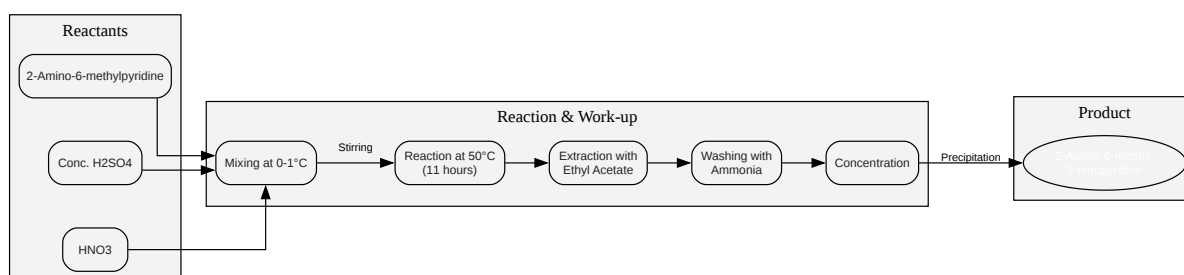 Reactants
2-Amino-6-methylpyridine
Conc. H2SO4
HNO3
Reaction & Work-up
Mixing at 0-1°C
Stirring
Reaction at 50°C
(11 hours)
Extraction with
Ethyl Acetate
Washing with
Ammonia
Concentration
Precipitation
Product
2-Amino-6-methyl-
5-nitropyridine